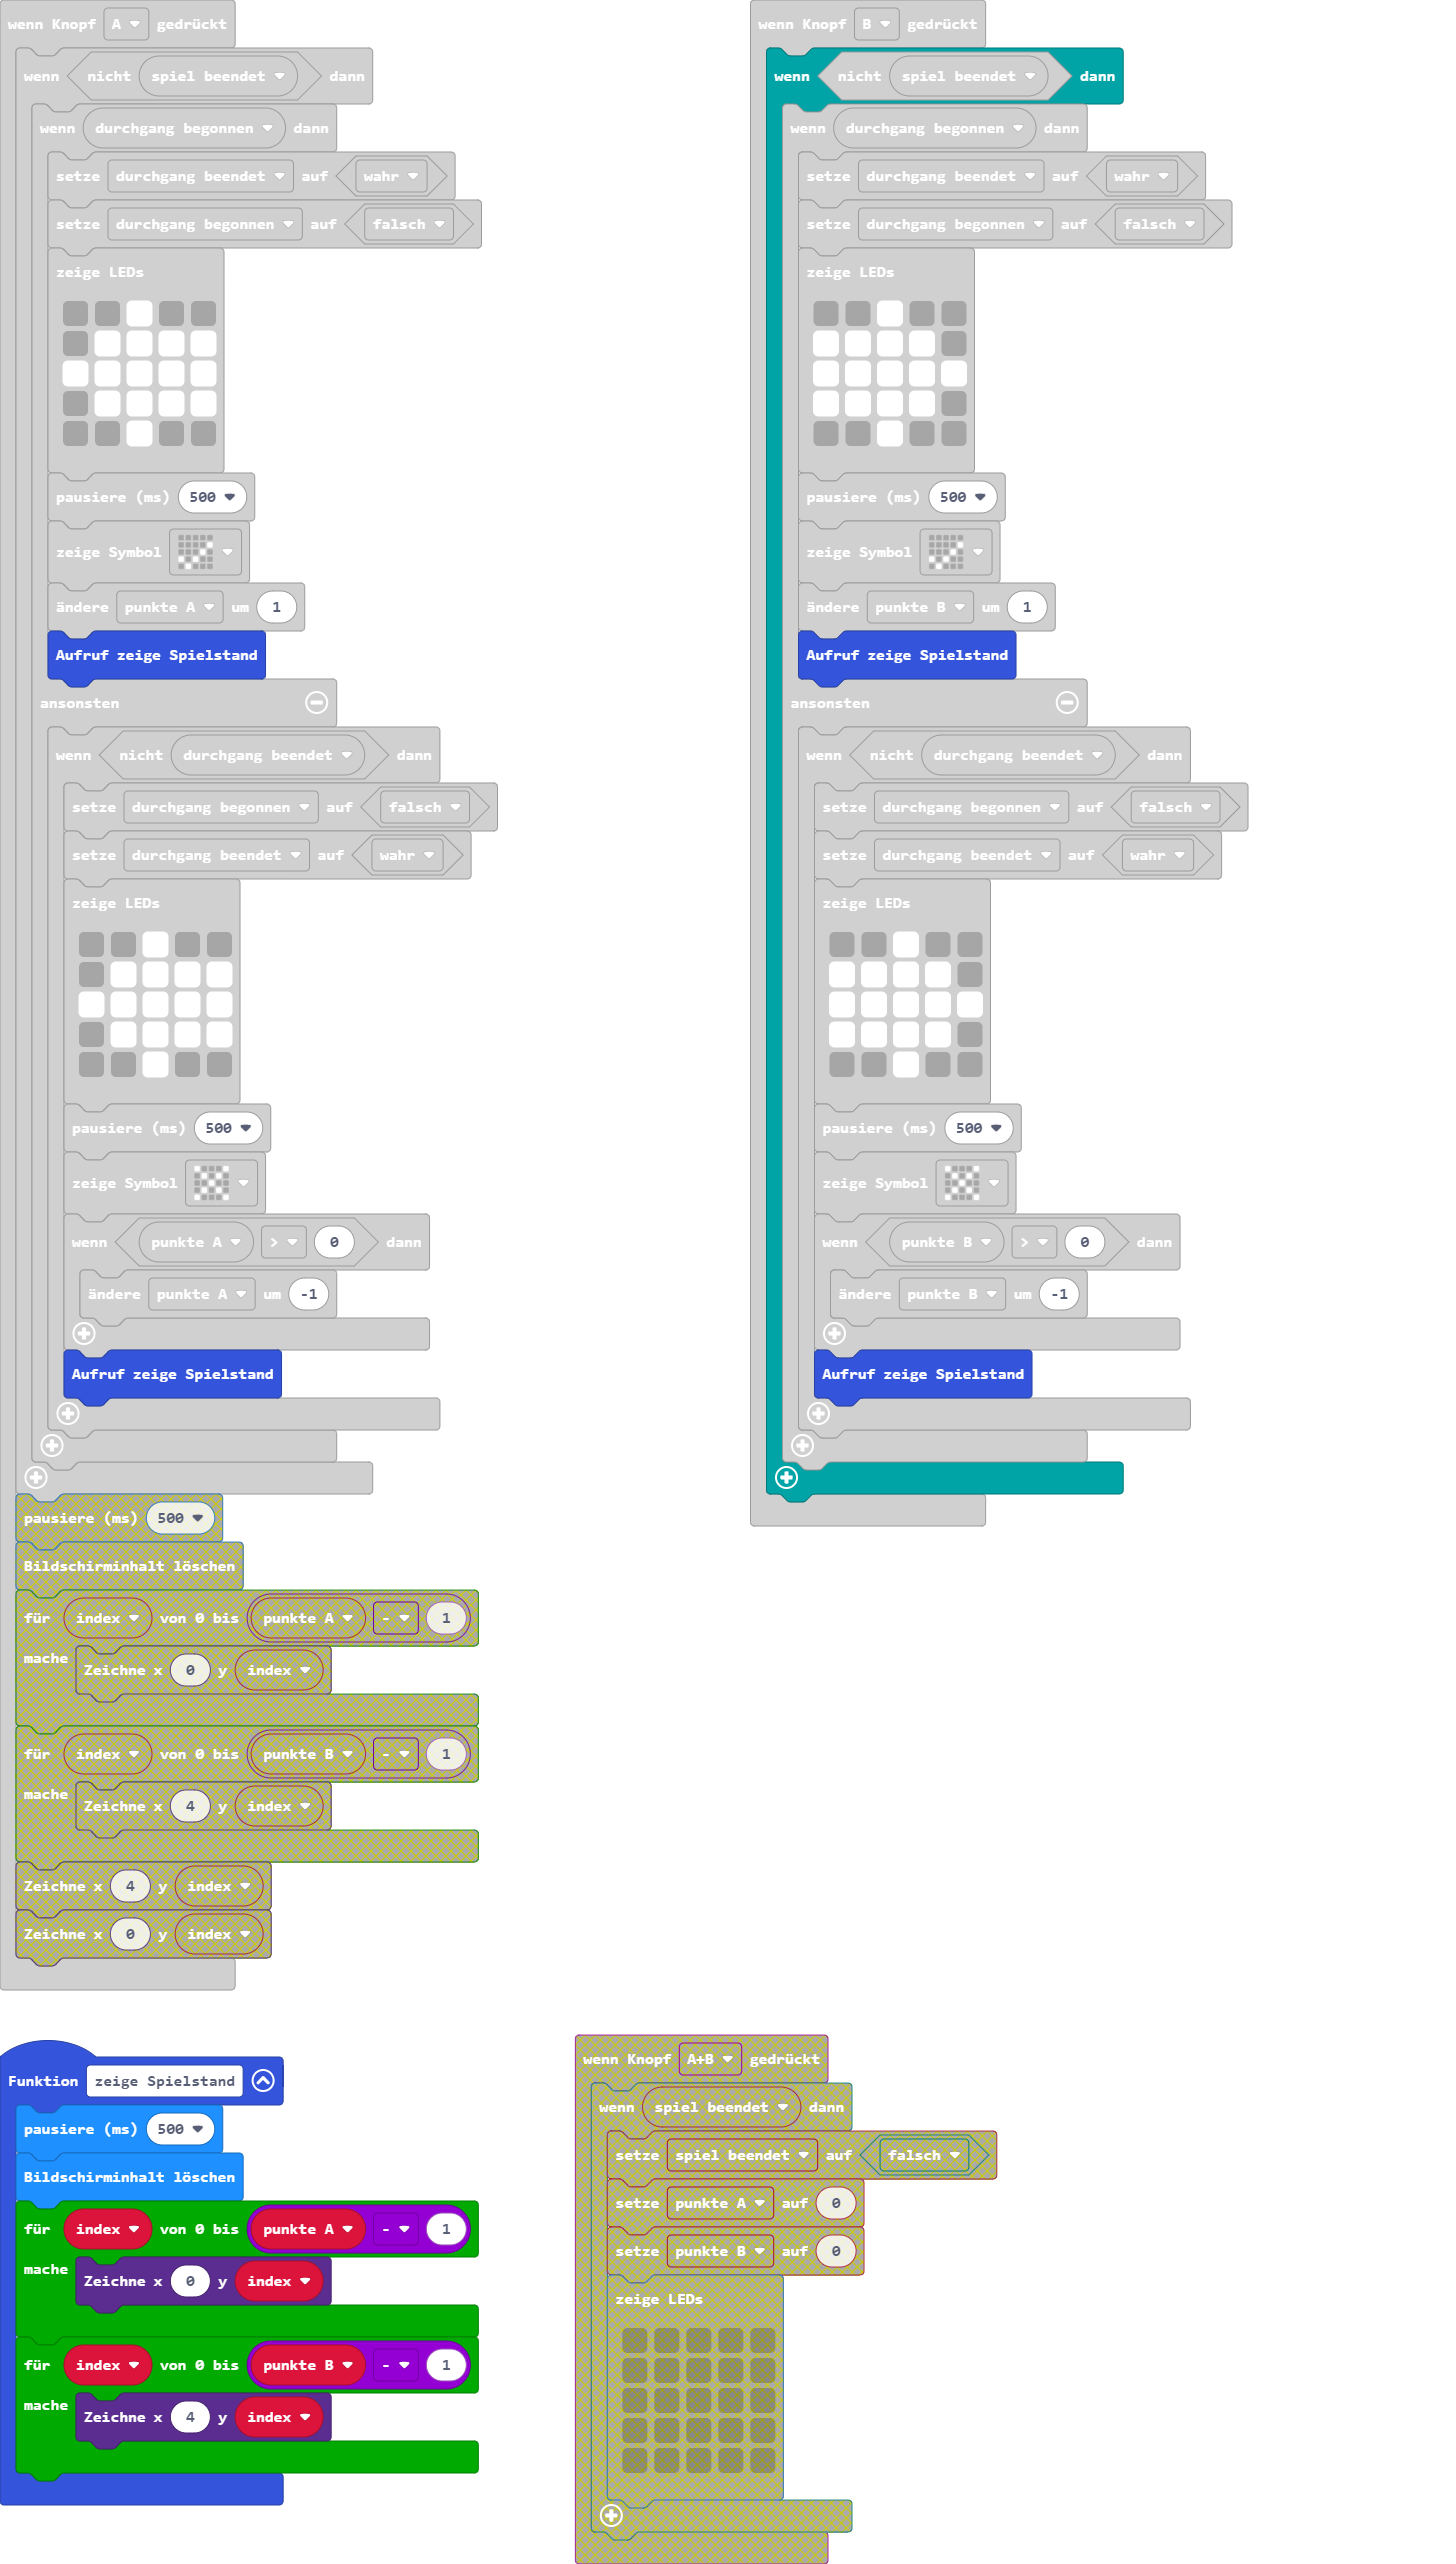 wenn Knopf A gedrückt
wenn nicht spiel beendet dann
wenn durchgang begonnen dann
setze durchgang beendet auf wahr
setze durchgang begonnen auf falsch
zeige LEDs
pausiere (ms) 500
zeige Symbol
ändere punkte A um 1
Aufruf zeige Spielstand
ansonsten
wenn nicht durchgang beendet dann
setze durchgang begonnen auf falsch
setze durchgang beendet auf wahr
zeige LEDs
pausiere (ms) 500
zeige Symbol
wenn punkte A > 0 dann
ändere punkte A um -1
Aufruf zeige Spielstand
pausiere (ms) 500
Bildschirminhalt löschen
für index von 0 bis punkte A - 1
mache Zeichne x 0 y index
für index von 0 bis punkte B - 1
mache Zeichne x 4 y index
Zeichne x 4 y index
Zeichne x 0 y index
wenn Knopf B gedrückt
wenn nicht spiel beendet dann
wenn durchgang begonnen dann
setze durchgang beendet auf wahr
setze durchgang begonnen auf falsch
zeige LEDs
pausiere (ms) 500
zeige Symbol
ändere punkte B um 1
Aufruf zeige Spielstand
ansonsten
wenn nicht durchgang beendet dann
setze durchgang begonnen auf falsch
setze durchgang beendet auf wahr
zeige LEDs
pausiere (ms) 500
zeige Symbol
wenn punkte B > 0 dann
ändere punkte B um -1
Aufruf zeige Spielstand
Funktion zeige Spielstand
pausiere (ms) 500
Bildschirminhalt löschen
für index von 0 bis punkte A - 1
mache Zeichne x 0 y index
für index von 0 bis punkte B - 1
mache Zeichne x 4 y index
wenn Knopf A+B gedrückt
wenn spiel beendet dann
setze spiel beendet auf falsch
setze punkte A auf 0
setze punkte B auf 0
zeige LEDs